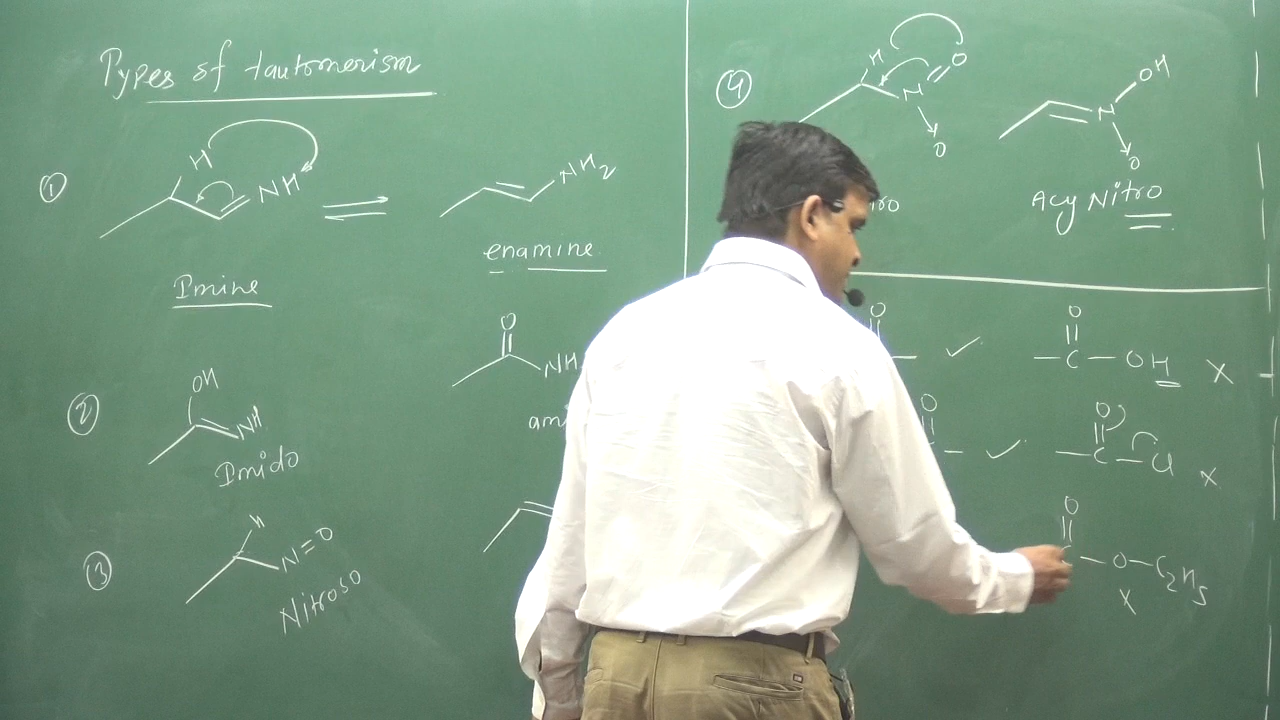 Types of tautomerism
①
H
NH
NH2
Imine
enamine
②
OH
NH
Imido
O
NH
③
H
N=O
Nitroso
④
H
N
O
O
OH
N
O
Acy Nitro
O
✓
O
C
OH
X
O
✓
O
C
Cl
X
O
O
C2H5
X